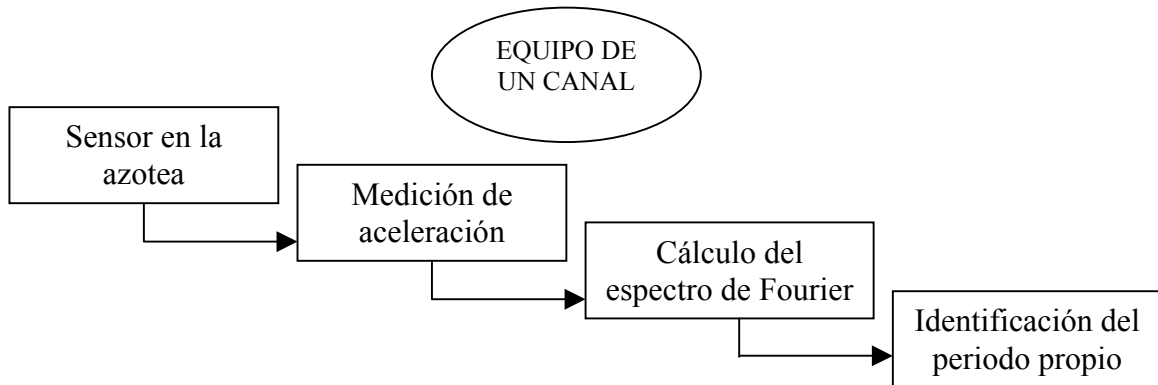 EQUIPO DE
UN CANAL
Sensor en la
azotea
Medición de
aceleración
Cálculo del
espectro de Fourier
Identificación del
periodo propio